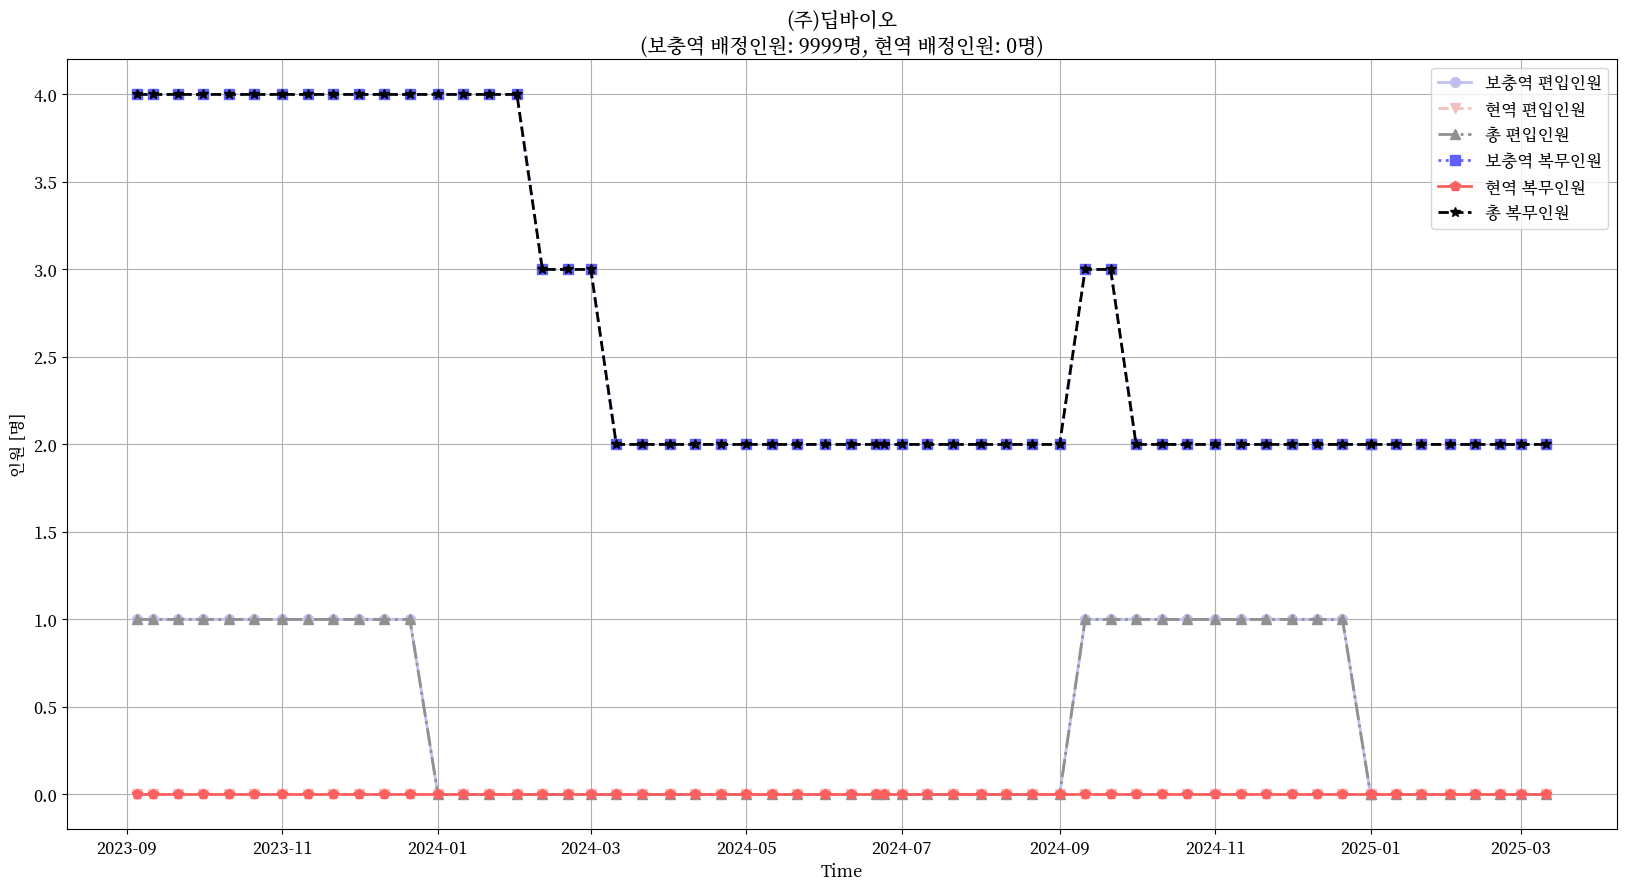 (주)딥바이오
(보충역 배정인원: 9999명, 현역 배정인원: 0명)
보충역 편입인원
현역 편입인원
총 편입인원
보충역 복무인원
현역 복무인원
총 복무인원
인원 [명]
4.0
3.5
3.0
2.5
2.0
1.5
1.0
0.5
0.0
2023-09 2023-11 2024-01 2024-03 2024-05 2024-07 2024-09 2024-11 2025-01 2025-03
Time